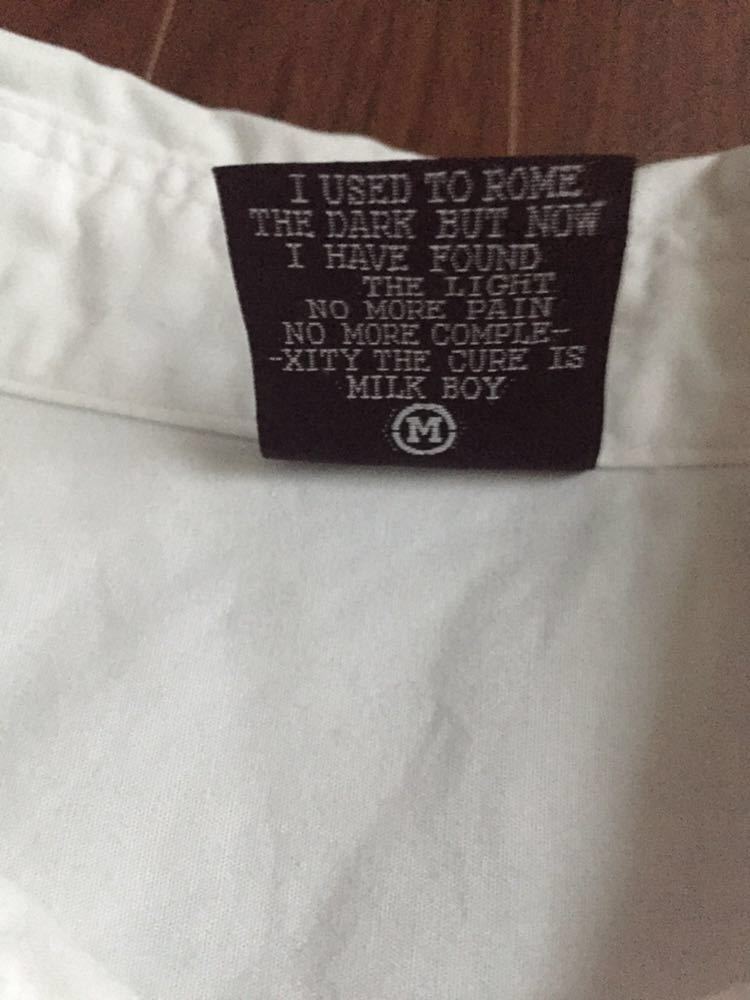 I USED TO ROME
THE DARK BUT NOW
I HAVE FOUND
THE LIGHT
NO MORE PAIN
NO MORE COMPLE-
-XITY THE CURE IS
MILK BOY
M